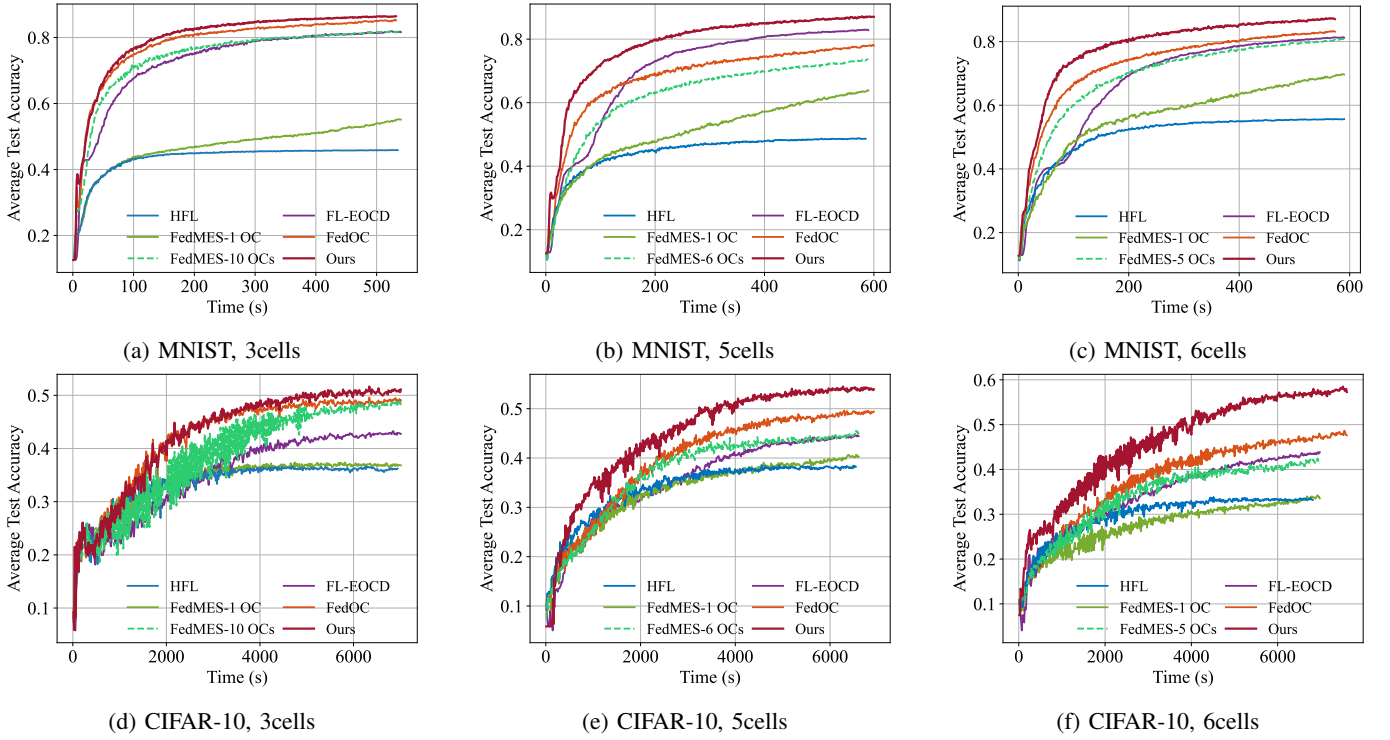 Average Test Accuracy
0.8
0.6
0.4
0.2
0 100 200 300 400 500
Time (s)
HFL
FedMES-1 OC
FedMES-10 OCs
FL-EOCD
FedOC
Ours
(a) MNIST, 3cells
Average Test Accuracy
0.8
0.6
0.4
0.2
0 200 400 600
Time (s)
HFL
FedMES-1 OC
FedMES-6 OCs
FL-EOCD
FedOC
Ours
(b) MNIST, 5cells
Average Test Accuracy
0.8
0.6
0.4
0.2
0 200 400 600
Time (s)
HFL
FedMES-1 OC
FedMES-5 OCs
FL-EOCD
FedOC
Ours
(c) MNIST, 6cells
Average Test Accuracy
0.5
0.4
0.3
0.2
0.1
0 2000 4000 6000
Time (s)
HFL
FedMES-1 OC
FedMES-10 OCs
FL-EOCD
FedOC
Ours
(d) CIFAR-10, 3cells
Average Test Accuracy
0.5
0.4
0.3
0.2
0.1
0 2000 4000 6000
Time (s)
HFL
FedMES-1 OC
FedMES-6 OCs
FL-EOCD
FedOC
Ours
(e) CIFAR-10, 5cells
Average Test Accuracy
0.6
0.5
0.4
0.3
0.2
0.1
0 2000 4000 6000
Time (s)
HFL
FedMES-1 OC
FedMES-5 OCs
FL-EOCD
FedOC
Ours
(f) CIFAR-10, 6cells